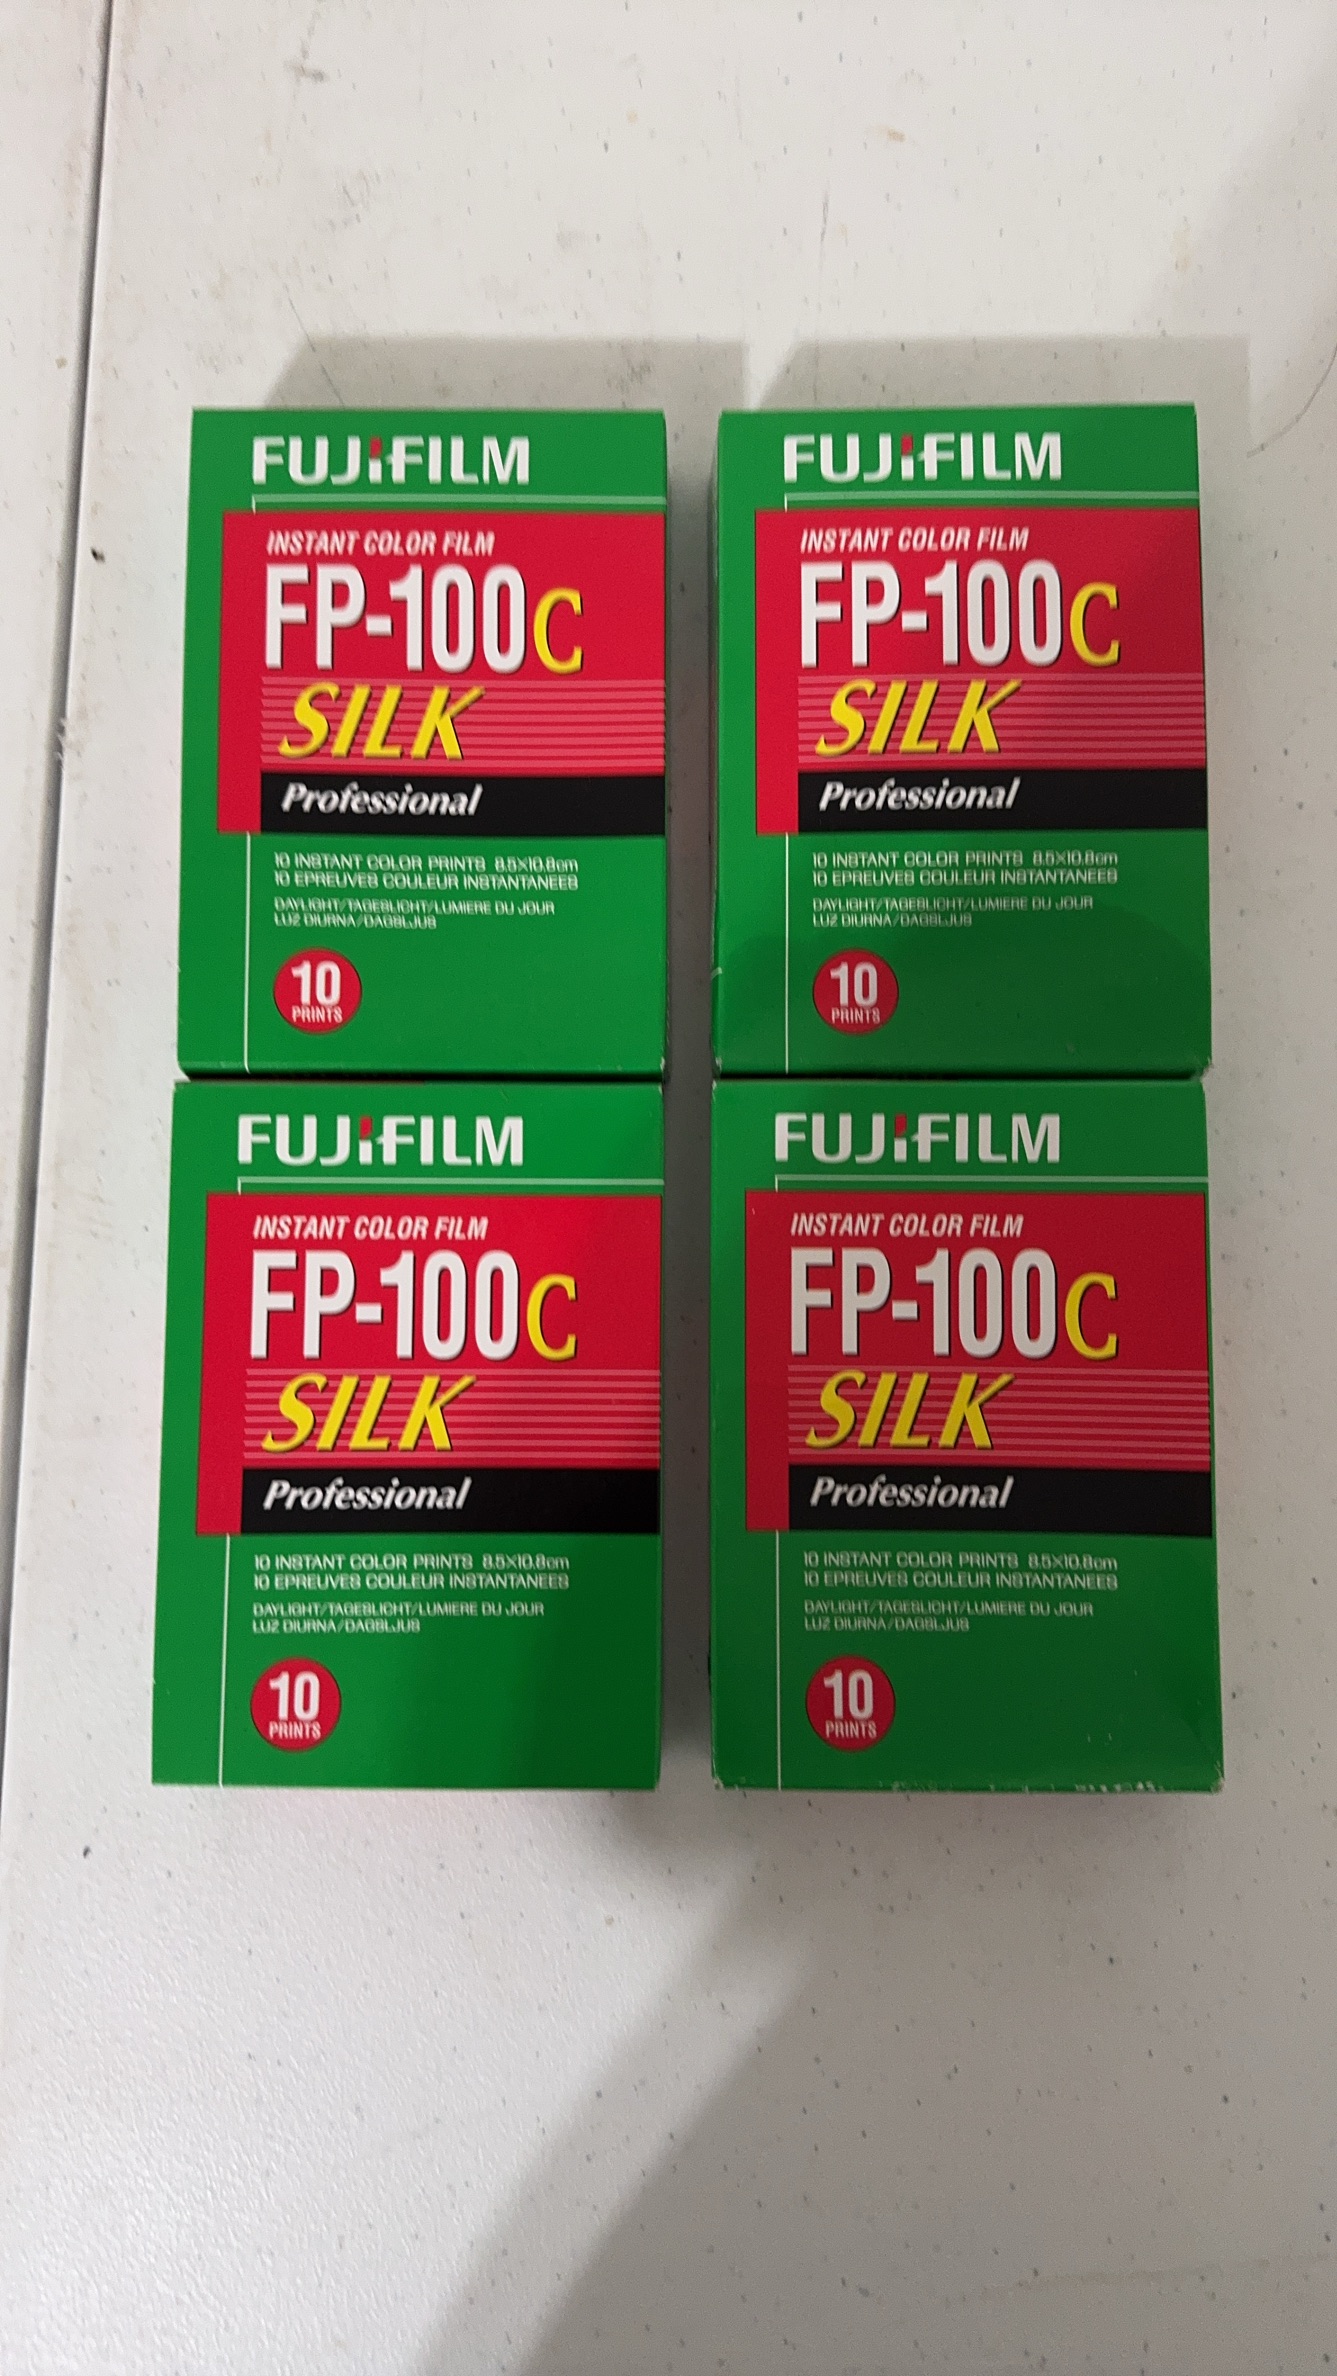 FUJIFILM
INSTANT COLOR FILM
FP-100C
SILK
Professional
10 INSTANT COLOR PRINTS 8.5×10.8cm
10 EPREUVES COULEUR INSTANTANEES
DAYLIGHT/TAGESLICHT/LUMIERE DU JOUR
LUZ DIURNA/DAGSLJUS
10
PRINTS
FUJIFILM
INSTANT COLOR FILM
FP-100C
SILK
Professional
10 INSTANT COLOR PRINTS 8.5×10.8cm
10 EPREUVES COULEUR INSTANTANEES
DAYLIGHT/TAGESLICHT/LUMIERE DU JOUR
LUZ DIURNA/DAGSLJUS
10
PRINTS
FUJIFILM
INSTANT COLOR FILM
FP-100C
SILK
Professional
10 INSTANT COLOR PRINTS 8.5×10.8cm
10 EPREUVES COULEUR INSTANTANEES
DAYLIGHT/TAGESLICHT/LUMIERE DU JOUR
LUZ DIURNA/DAGSLJUS
10
PRINTS
FUJIFILM
INSTANT COLOR FILM
FP-100C
SILK
Professional
10 INSTANT COLOR PRINTS 8.5×10.8cm
10 EPREUVES COULEUR INSTANTANEES
DAYLIGHT/TAGESLICHT/LUMIERE DU JOUR
LUZ DIURNA/DAGSLJUS
10
PRINTS